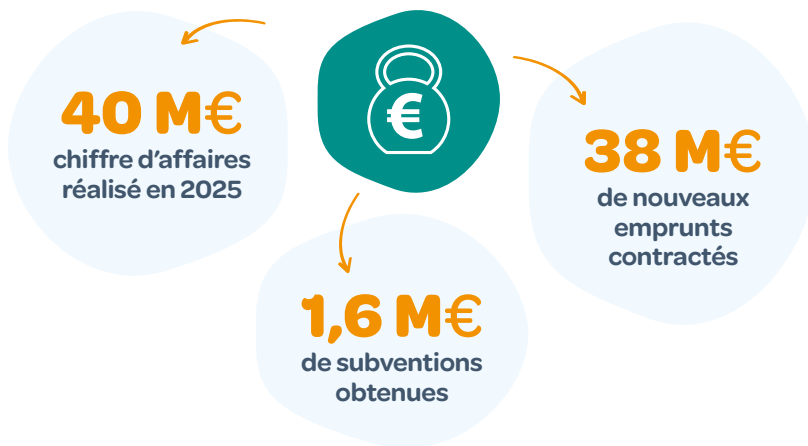 40 M€
chiffre d’affaires
réalisé en 2025
€
38 M€
de nouveaux
emprunts
contractés
1,6 M€
de subventions
obtenues